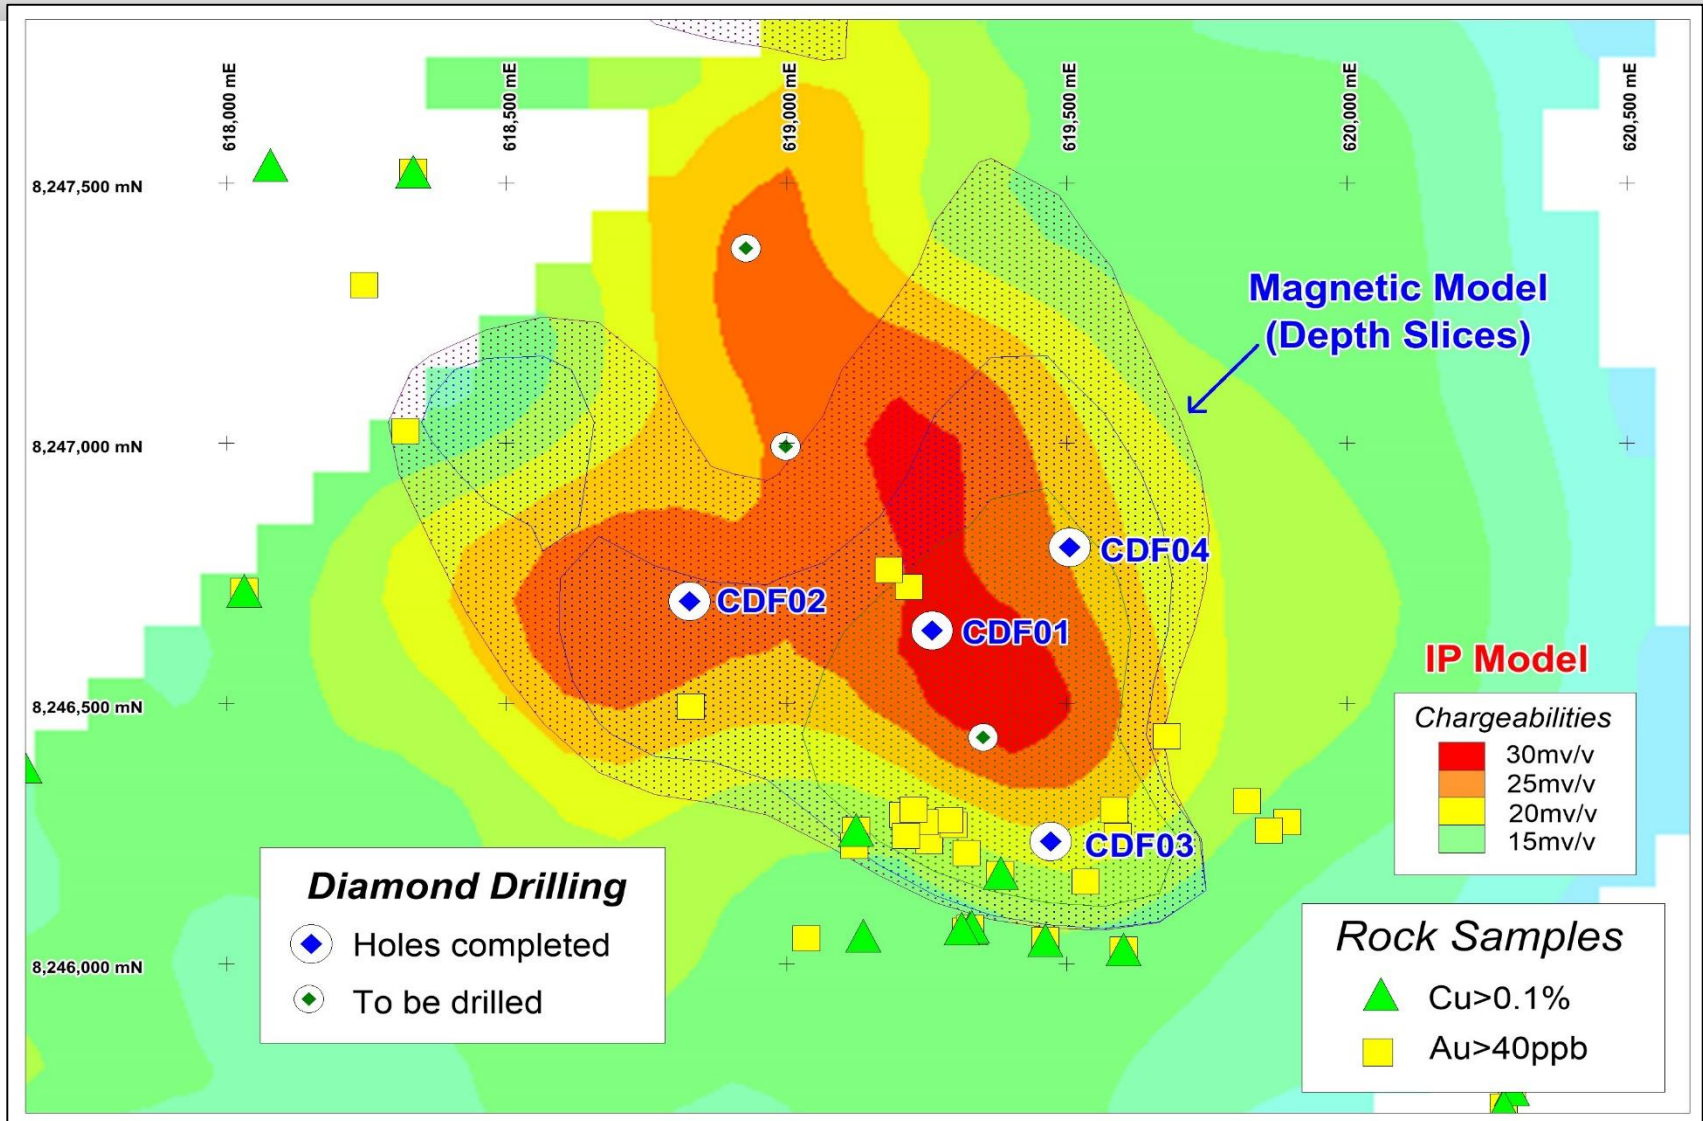 618,000 mE
618,500 mE
619,000 mE
619,500 mE
620,000 mE
620,500 mE
8,247,500 mN
8,247,000 mN
8,246,500 mN
8,246,000 mN
Magnetic Model
(Depth Slices)
CDF04
CDF02
CDF01
CDF03
IP Model
Chargeabilities
30mv/v
25mv/v
20mv/v
15mv/v
Diamond Drilling
Holes completed
To be drilled
Rock Samples
Cu>0.1%
Au>40ppb